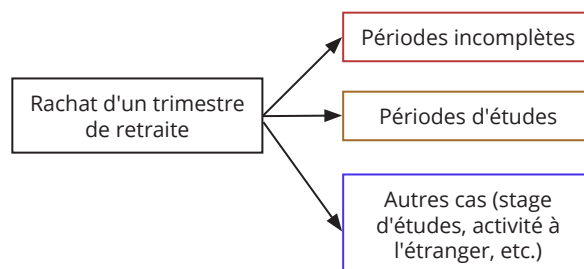 Rachat d'un trimestre
de retraite
Périodes incomplètes
Périodes d'études
Autres cas (stage
d'études, activité à
l'étranger, etc.)